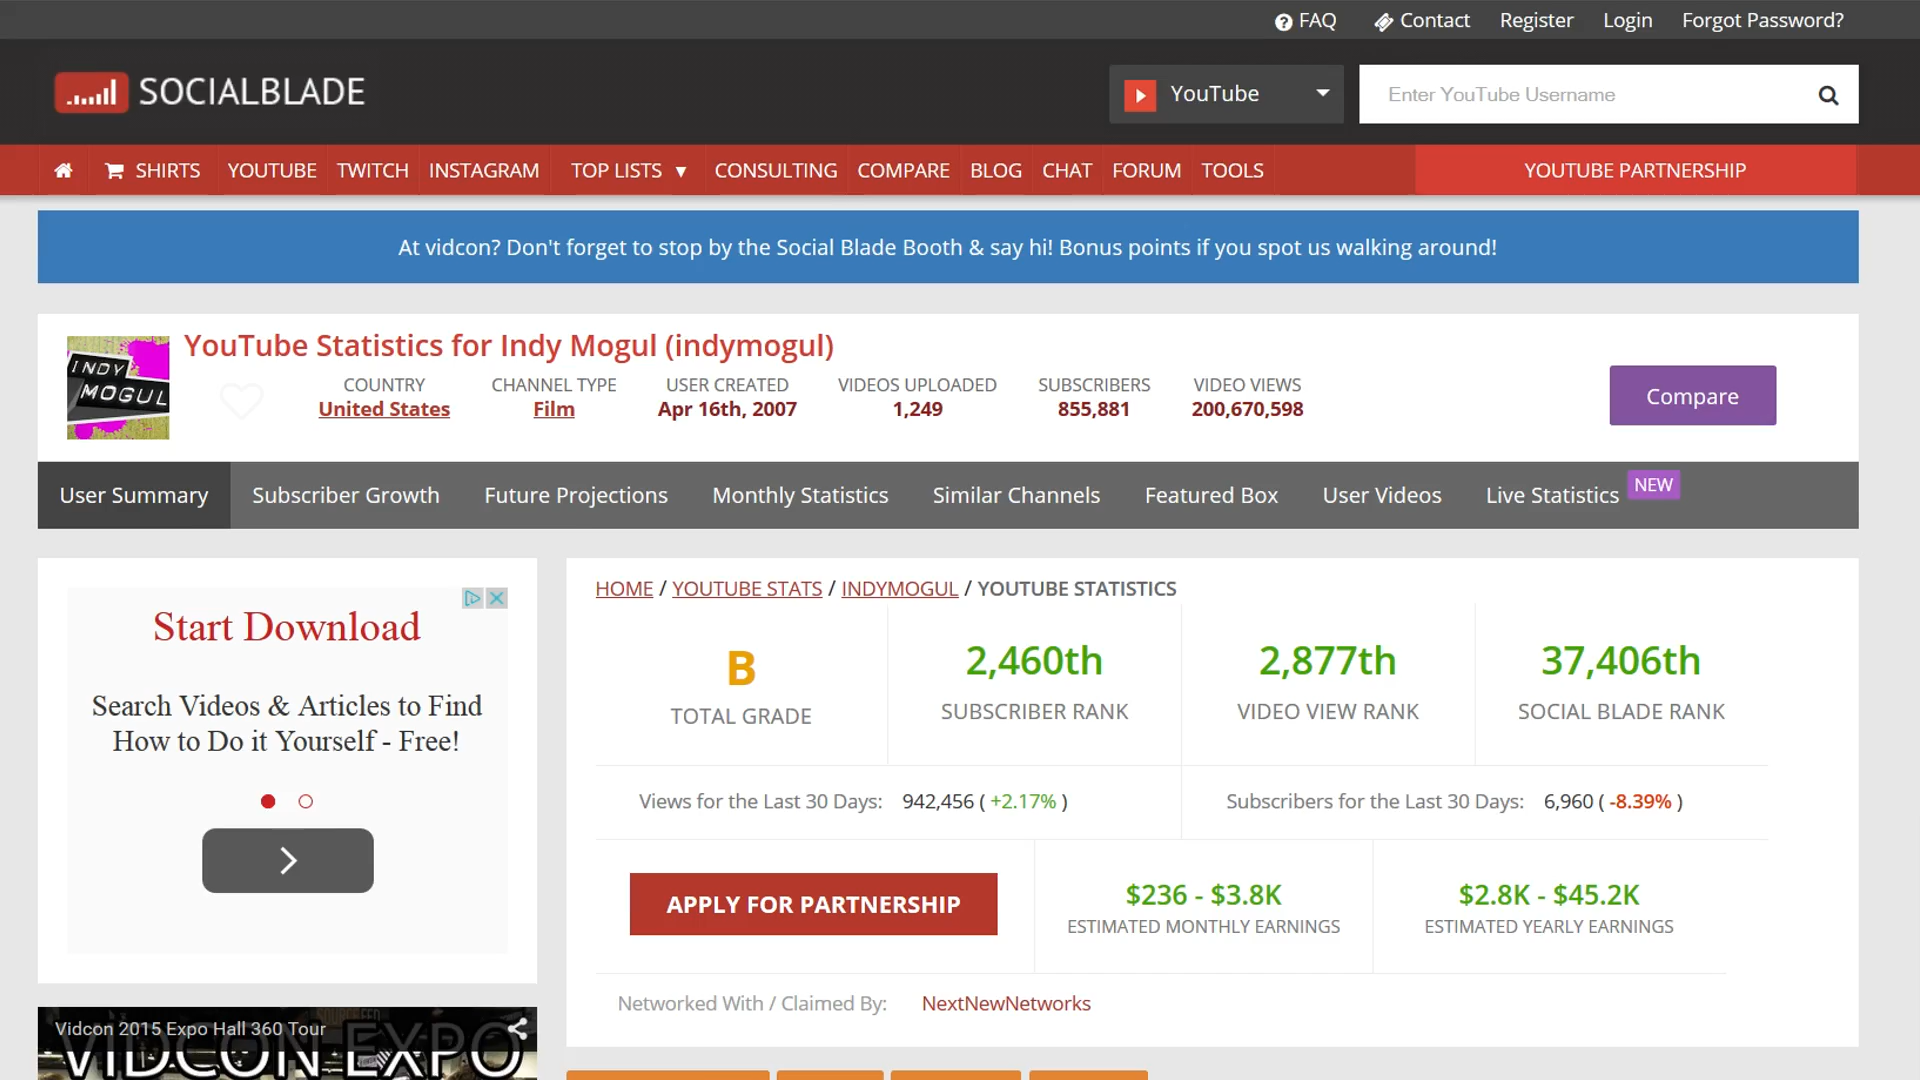 FAQ Contact Register Login Forgot Password?
SOCIALBLADE
YouTube
Enter YouTube Username
SHIRTS YOUTUBE TWITCH INSTAGRAM TOP LISTS ▼ CONSULTING COMPARE BLOG CHAT FORUM TOOLS YOUTUBE PARTNERSHIP
At vidcon? Don't forget to stop by the Social Blade Booth & say hi! Bonus points if you spot us walking around!
INDY
MOGUL
YouTube Statistics for Indy Mogul (indymogul)
COUNTRY CHANNEL TYPE USER CREATED VIDEOS UPLOADED SUBSCRIBERS VIDEO VIEWS
United States Film Apr 16th, 2007 1,249 855,881 200,670,598
Compare
User Summary Subscriber Growth Future Projections Monthly Statistics Similar Channels Featured Box User Videos Live Statistics NEW
Start Download
Search Videos & Articles to Find
How to Do it Yourself - Free!
HOME / YOUTUBE STATS / INDYMOGUL / YOUTUBE STATISTICS
B
TOTAL GRADE
2,460th
SUBSCRIBER RANK
2,877th
VIDEO VIEW RANK
37,406th
SOCIAL BLADE RANK
Views for the Last 30 Days: 942,456 ( +2.17% )
Subscribers for the Last 30 Days: 6,960 ( -8.39% )
APPLY FOR PARTNERSHIP
$236 - $3.8K
ESTIMATED MONTHLY EARNINGS
$2.8K - $45.2K
ESTIMATED YEARLY EARNINGS
Networked With / Claimed By: NextNewNetworks
Vidcon 2015 Expo Hall 360 Tour
VIDCON EXPO